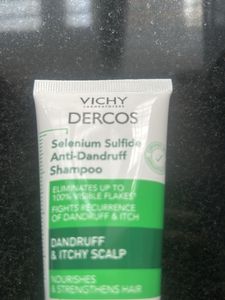 VICHY
LABORATOIRES
DERCOS
Selenium Sulfide
Anti-Dandruff
Shampoo
ELIMINATES UP TO
100% VISIBLE FLAKES*
FIGHTS RECURRENCE
OF DANDRUFF & ITCH
DANDRUFF
& ITCHY SCALP
NOURISHES
& STRENGTHENS HAIR